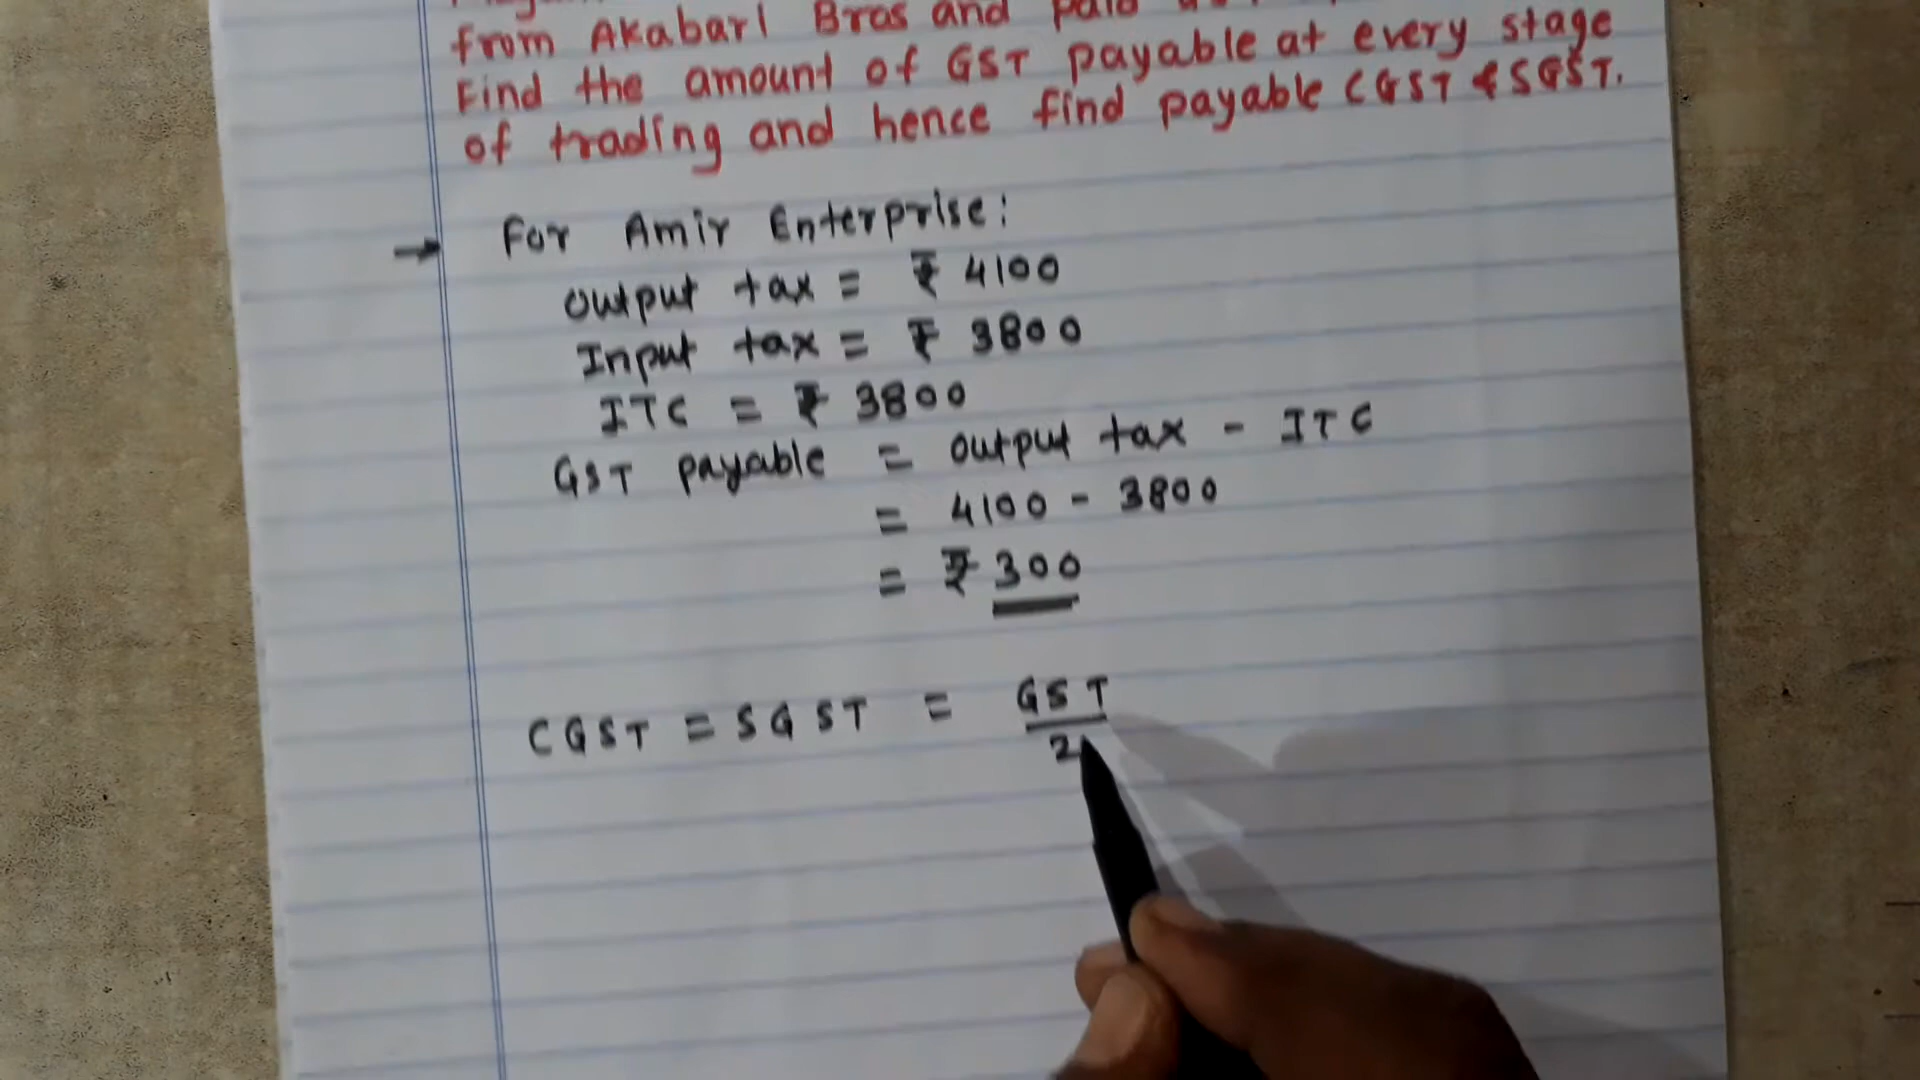 from Akabari Bros and paid
Find the amount of GST payable at every stage
of trading and hence find payable CGST & SGST.
→ For Amir Enterprise:
Output tax = ₹ 4100
Input tax = ₹ 3800
ITC = ₹ 3800
GST payable = output tax - ITC
= 4100 - 3800
= ₹ 300
CGST = SGST = GST
2